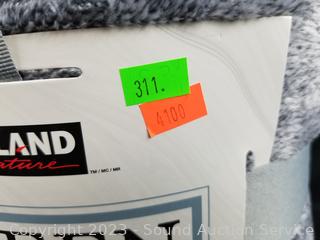 311.
4100
LAND
ature
TM / MC / MR
Copyright 2023 - Sound Auction Service